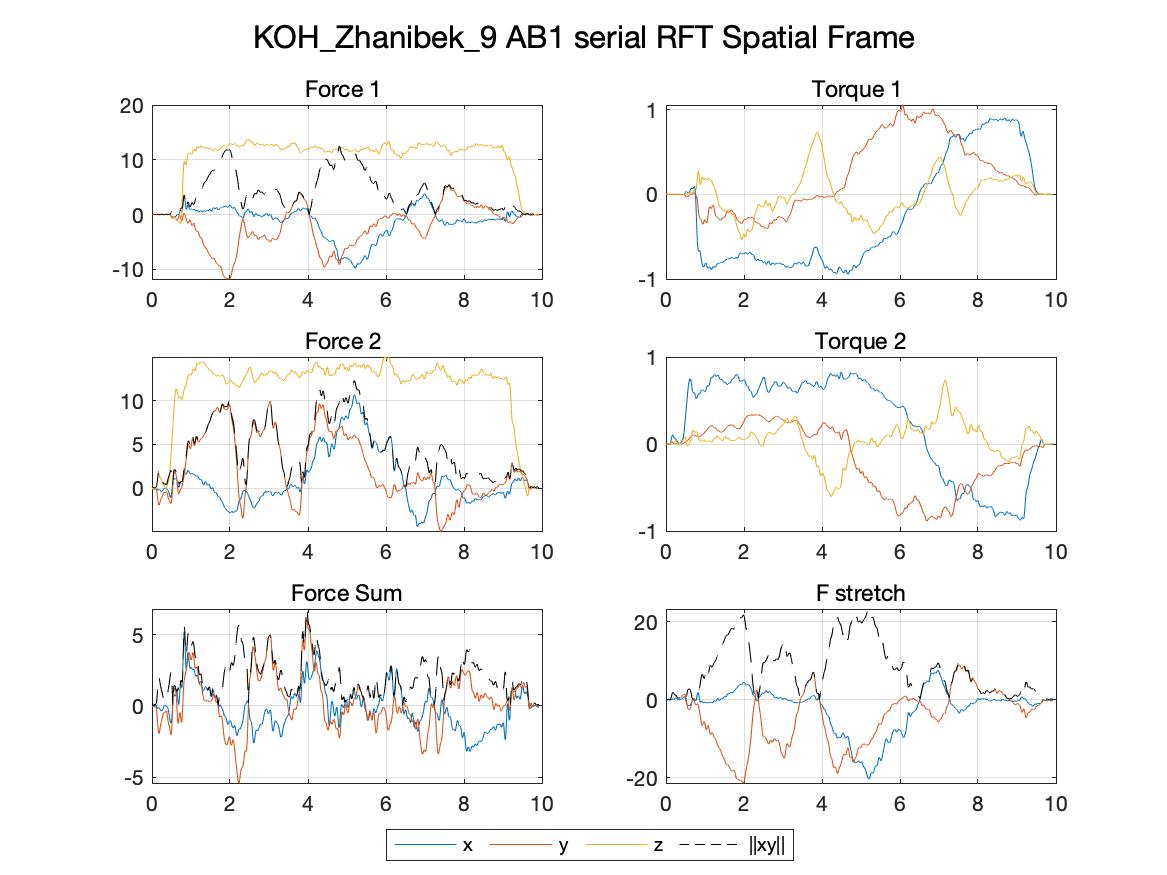 KOH_Zhanibek_9 AB1 serial RFT Spatial Frame
Force 1
20
10
0
-10
0 2 4 6 8 10
Torque 1
1
0
-1
0 2 4 6 8 10
Force 2
10
5
0
0 2 4 6 8 10
Torque 2
1
0
-1
0 2 4 6 8 10
Force Sum
5
0
-5
0 2 4 6 8 10
F stretch
20
0
-20
0 2 4 6 8 10
x y z ||xy||